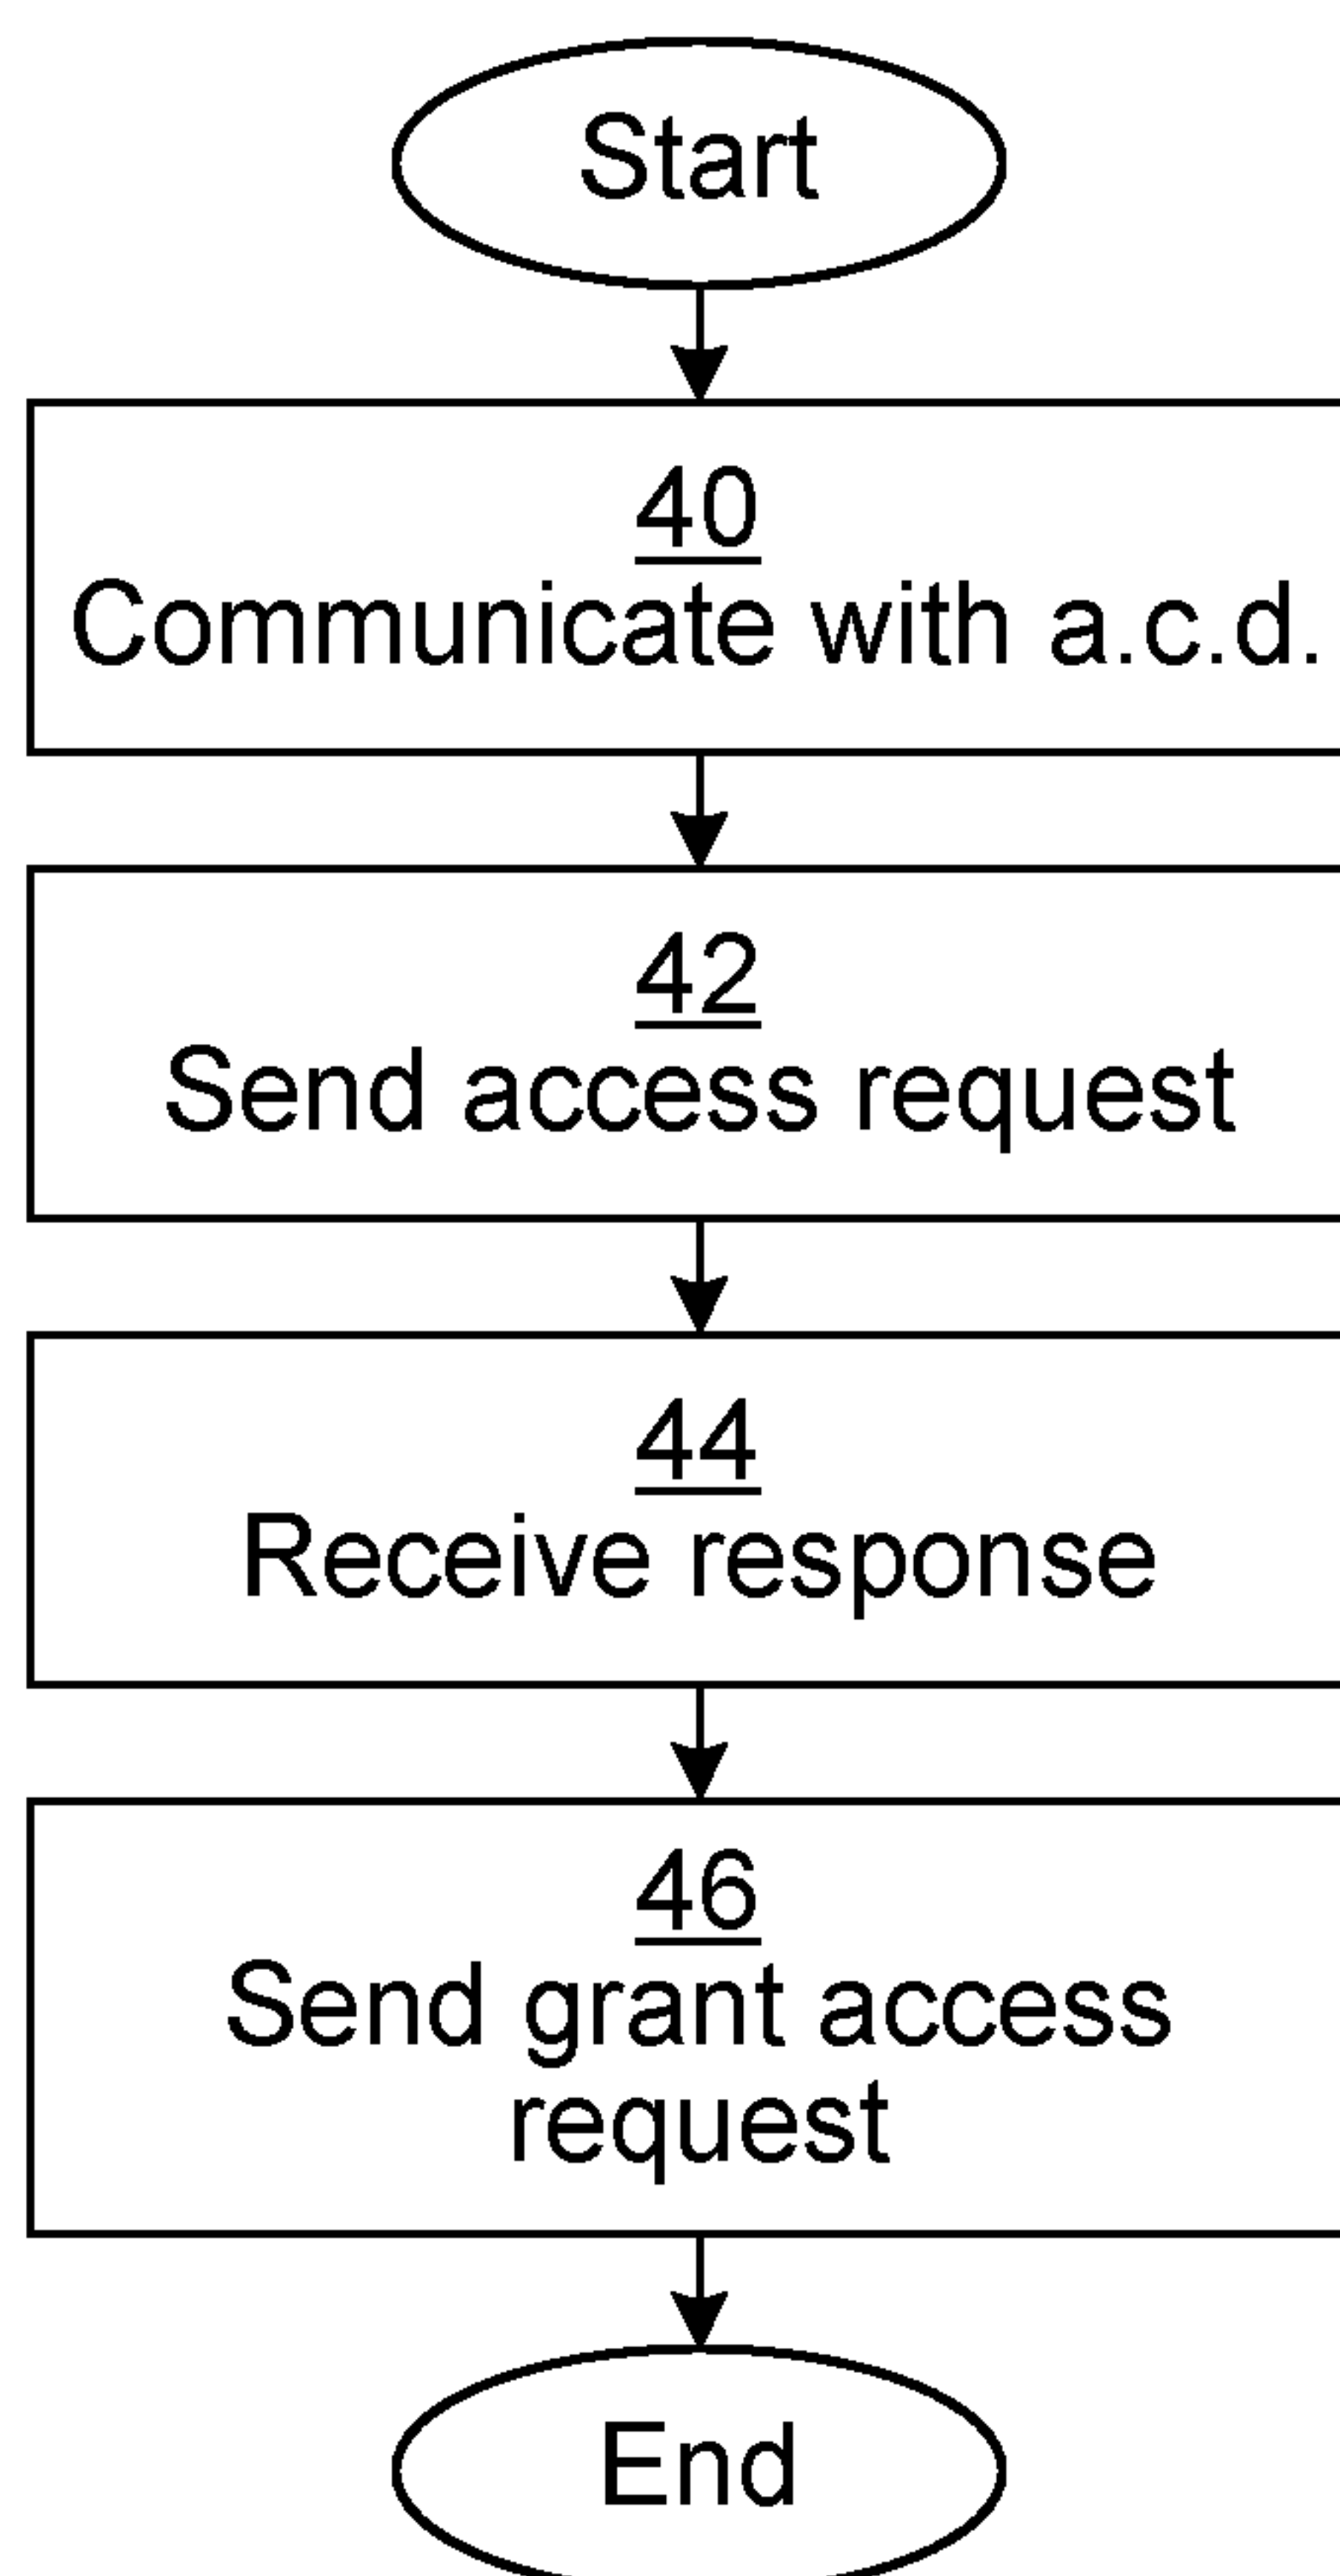 Start
40
Communicate with a.c.d.
42
Send access request
44
Receive response
46
Send grant access
request
End